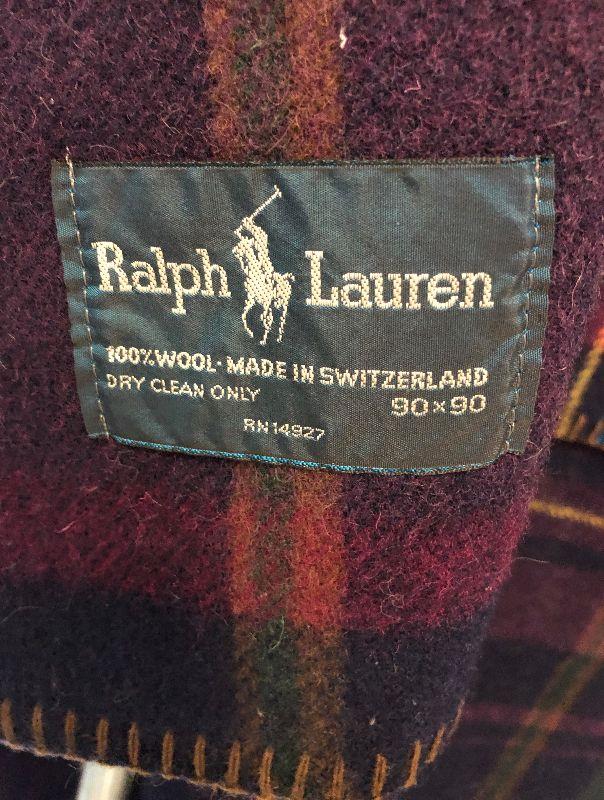 Ralph Lauren
100% WOOL · MADE IN SWITZERLAND
DRY CLEAN ONLY
90×90
RN14927